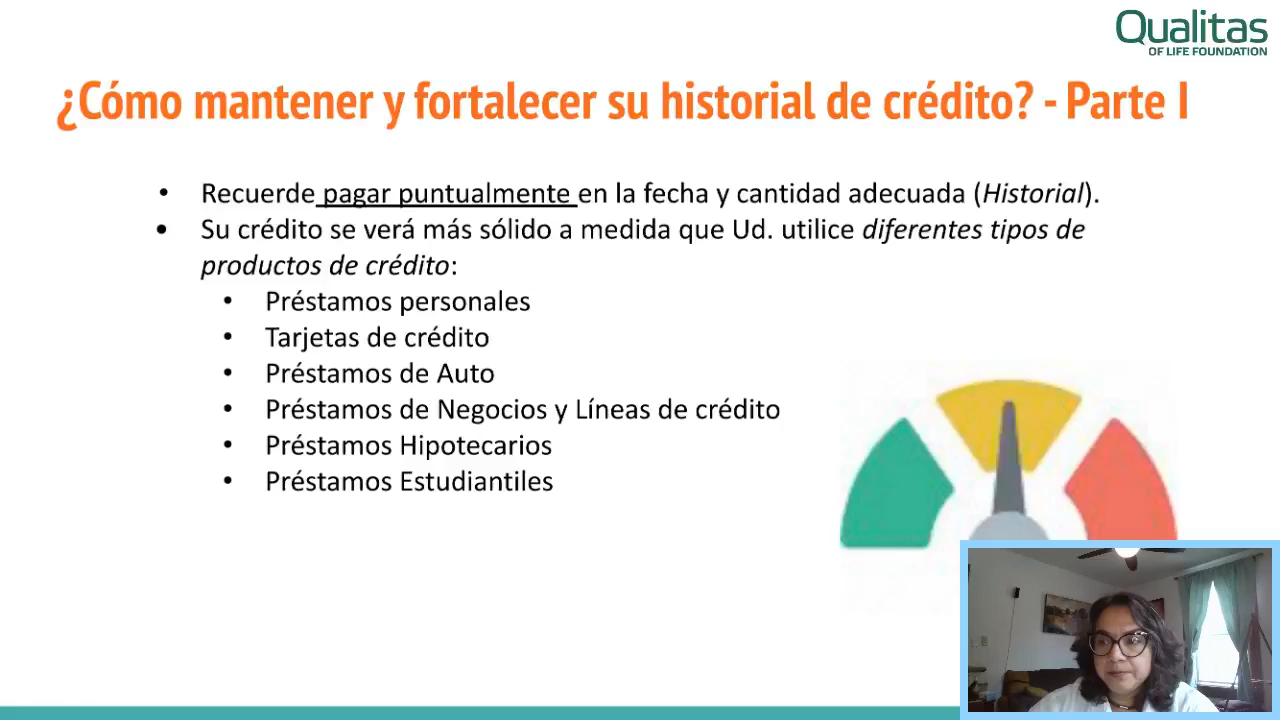 Qualitas
OF LIFE FOUNDATION
¿Cómo mantener y fortalecer su historial de crédito? - Parte I
• Recuerde pagar puntualmente en la fecha y cantidad adecuada (Historial).
• Su crédito se verá más sólido a medida que Ud. utilice diferentes tipos de
productos de crédito:
• Préstamos personales
• Tarjetas de crédito
• Préstamos de Auto
• Préstamos de Negocios y Líneas de crédito
• Préstamos Hipotecarios
• Préstamos Estudiantiles